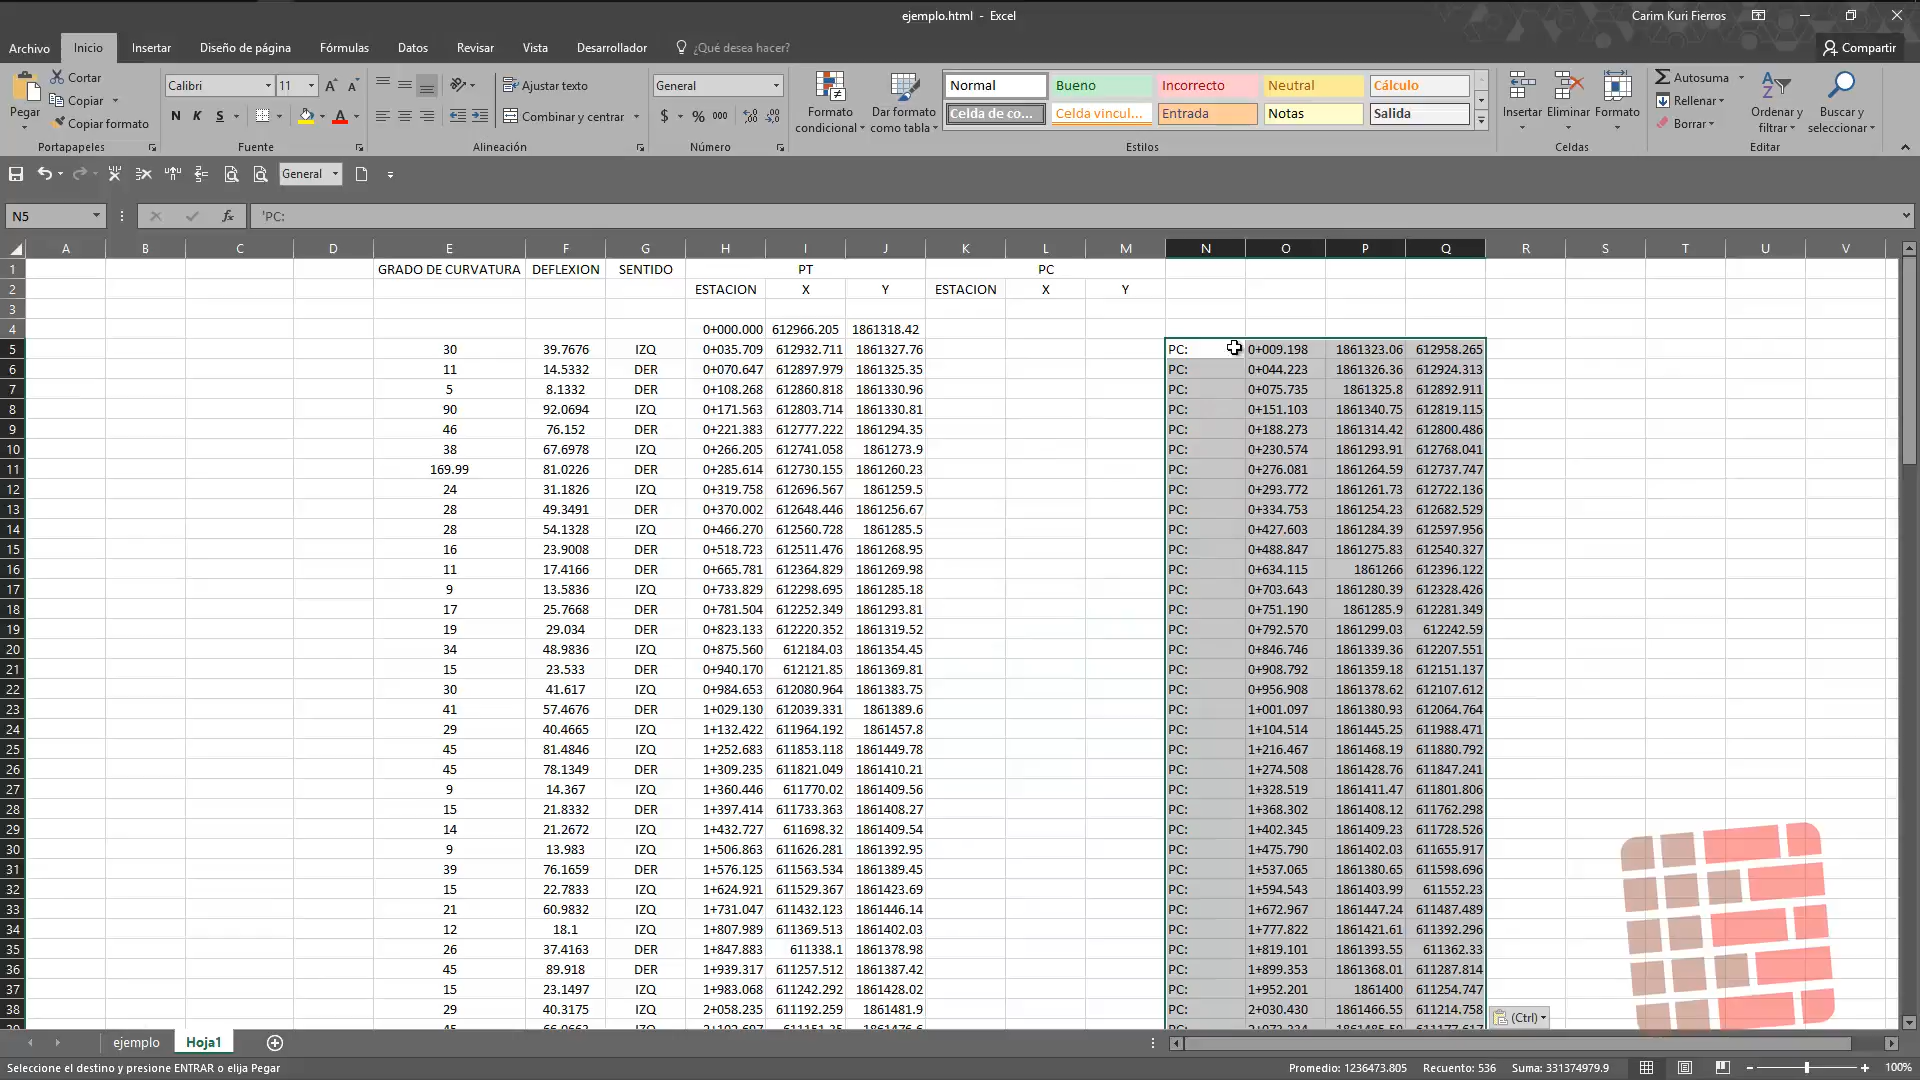 ejemplo.html - Excel
Carim Kuri Fierros
Archivo Inicio Insertar Diseño de página Fórmulas Datos Revisar Vista Desarrollador ¿Qué desea hacer? Compartir
Cortar
Copiar
Copiar formato
Pegar
Portapapeles
Calibri 11
N K S
Fuente
Ajustar texto
Combinar y centrar
Alineación
General
$ % 000
Número
Formato condicional
Dar formato como tabla
Normal Bueno Incorrecto Neutral Cálculo
Celda de co... Celda vincul... Entrada Notas Salida
Estilos
Insertar Eliminar Formato
Celdas
Autosuma
Rellenar
Borrar
Ordenar y filtrar
Buscar y seleccionar
Editar
General
N5 fx 'PC:
A B C D E F G H I J K L M N O P Q R S T U V
1 GRADO DE CURVATURA DEFLEXION SENTIDO PT PC
2 ESTACION X Y ESTACION X Y
3
4 0+000.000 612966.205 1861318.42
5 30 39.7676 IZQ 0+035.709 612932.711 1861327.76 PC: 0+009.198 1861323.06 612958.265
6 11 14.5332 DER 0+070.647 612897.979 1861325.35 PC: 0+044.223 1861326.36 612924.313
7 5 8.1332 DER 0+108.268 612860.818 1861330.96 PC: 0+075.735 1861325.8 612892.911
8 90 92.0694 IZQ 0+171.563 612803.714 1861330.81 PC: 0+151.103 1861340.75 612819.115
9 46 76.152 DER 0+221.383 612777.222 1861294.35 PC: 0+188.273 1861314.42 612800.486
10 38 67.6978 IZQ 0+266.205 612741.058 1861273.9 PC: 0+230.574 1861293.91 612768.041
11 169.99 81.0226 DER 0+285.614 612730.155 1861260.23 PC: 0+276.081 1861264.59 612737.747
12 24 31.1826 IZQ 0+319.758 612696.567 1861259.5 PC: 0+293.772 1861261.73 612722.136
13 28 49.3491 DER 0+370.002 612648.446 1861256.67 PC: 0+334.753 1861254.23 612682.529
14 28 54.1328 IZQ 0+466.270 612560.728 1861285.5 PC: 0+427.603 1861284.39 612597.956
15 16 23.9008 DER 0+518.723 612511.476 1861268.95 PC: 0+488.847 1861275.83 612540.327
16 11 17.4166 DER 0+665.781 612364.829 1861269.98 PC: 0+634.115 1861266 612396.122
17 9 13.5836 IZQ 0+733.829 612298.695 1861285.18 PC: 0+703.643 1861280.39 612328.426
18 17 25.7668 DER 0+781.504 612252.349 1861293.81 PC: 0+751.190 1861285.9 612281.349
19 19 29.034 DER 0+823.133 612220.352 1861319.52 PC: 0+792.570 1861299.03 612242.59
20 34 48.9836 IZQ 0+875.560 612184.03 1861354.45 PC: 0+846.746 1861339.36 612207.551
21 15 23.533 DER 0+940.170 612121.85 1861369.81 PC: 0+908.792 1861359.18 612151.137
22 30 41.617 IZQ 0+984.653 612080.964 1861383.75 PC: 0+956.908 1861378.62 612107.612
23 41 57.4676 DER 1+029.130 612039.331 1861389.6 PC: 1+001.097 1861380.93 612064.764
24 29 40.4665 IZQ 1+132.422 611964.192 1861457.8 PC: 1+104.514 1861445.25 611988.471
25 45 81.4846 IZQ 1+252.683 611853.118 1861449.78 PC: 1+216.467 1861468.19 611880.792
26 45 78.1349 DER 1+309.235 611821.049 1861410.21 PC: 1+274.508 1861428.76 611847.241
27 9 14.367 IZQ 1+360.446 611770.02 1861409.56 PC: 1+328.519 1861411.47 611801.806
28 15 21.8332 DER 1+397.414 611733.363 1861408.27 PC: 1+368.302 1861408.12 611762.298
29 14 21.2672 IZQ 1+432.727 611698.32 1861409.54 PC: 1+402.345 1861409.23 611728.526
30 9 13.983 IZQ 1+506.863 611626.281 1861392.95 PC: 1+475.790 1861402.03 611655.917
31 39 76.1659 DER 1+576.125 611563.534 1861389.45 PC: 1+537.065 1861380.65 611598.696
32 15 22.7833 IZQ 1+624.921 611529.367 1861423.69 PC: 1+594.543 1861403.99 611552.23
33 21 60.9832 IZQ 1+731.047 611432.123 1861446.14 PC: 1+672.967 1861447.24 611487.489
34 12 18.1 IZQ 1+807.989 611369.513 1861402.03 PC: 1+777.822 1861421.61 611392.296
35 26 37.4163 DER 1+847.883 611338.1 1861378.98 PC: 1+819.101 1861393.55 611362.33
36 45 89.918 DER 1+939.317 611257.512 1861387.42 PC: 1+899.353 1861368.01 611287.814
37 15 23.1497 IZQ 1+983.068 611242.292 1861428.02 PC: 1+952.201 1861400 611254.747
38 29 40.3175 IZQ 2+058.235 611192.259 1861481.9 PC: 2+030.430 1861466.55 611214.758
(Ctrl)
ejemplo Hoja1
Seleccione el destino y presione ENTRAR o elija Pegar
Promedio: 1236473.805 Recuento: 536 Suma: 331374979.9 100%